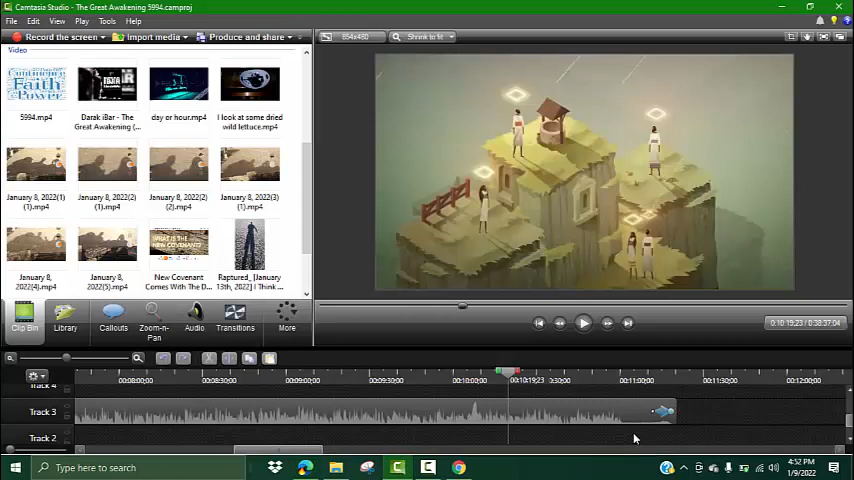 Camtasia Studio - The Great Awakening 5994.camproj
File Edit View Play Tools Help
Record the screen Import media Produce and share
854x480 Shrink to fit
Video
Continence
Faith
Power
5994.mp4
Darak iBar - The
Great Awakening (...
day or hour.mp4
I look at some dried
wild lettuce.mp4
January 8, 2022(1)
(1).mp4
January 8, 2022(2)
(1).mp4
January 8, 2022(2)
(2).mp4
January 8, 2022(3)
(1).mp4
WHAT IS THE
NEW COVENANT
January 8,
2022(4).mp4
January 8,
2022(5).mp4
New Covenant
Comes With The D...
Raptured_ [January
13th, 2022] I Think ...
Clip Bin
Library
Callouts
Zoom-n-
Pan
Audio
Transitions
More
0:10:19;23 / 0:38:37;04
Track 4
00:08:00;00 00:08:30;00 00:09:00;00 00:09:30;00 00:10:00;00 00:10:19;23 0:30;00 00:11:00;00 00:11:30;00 00:12:00;00
Track 3
Track 2
Type here to search
4:52 PM
1/9/2022